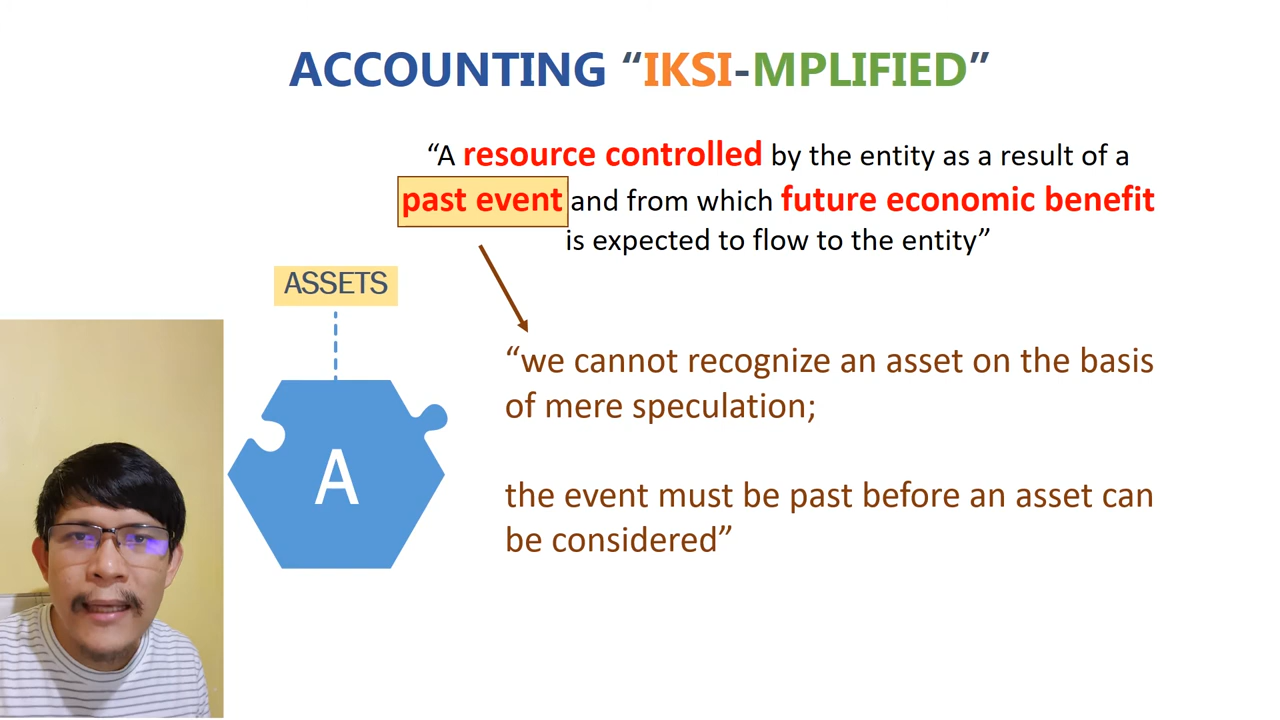 ACCOUNTING “IKSI-MPLIFIED”
“A resource controlled by the entity as a result of a
past event and from which future economic benefit
is expected to flow to the entity”
ASSETS
“we cannot recognize an asset on the basis
of mere speculation;
A
the event must be past before an asset can
be considered”